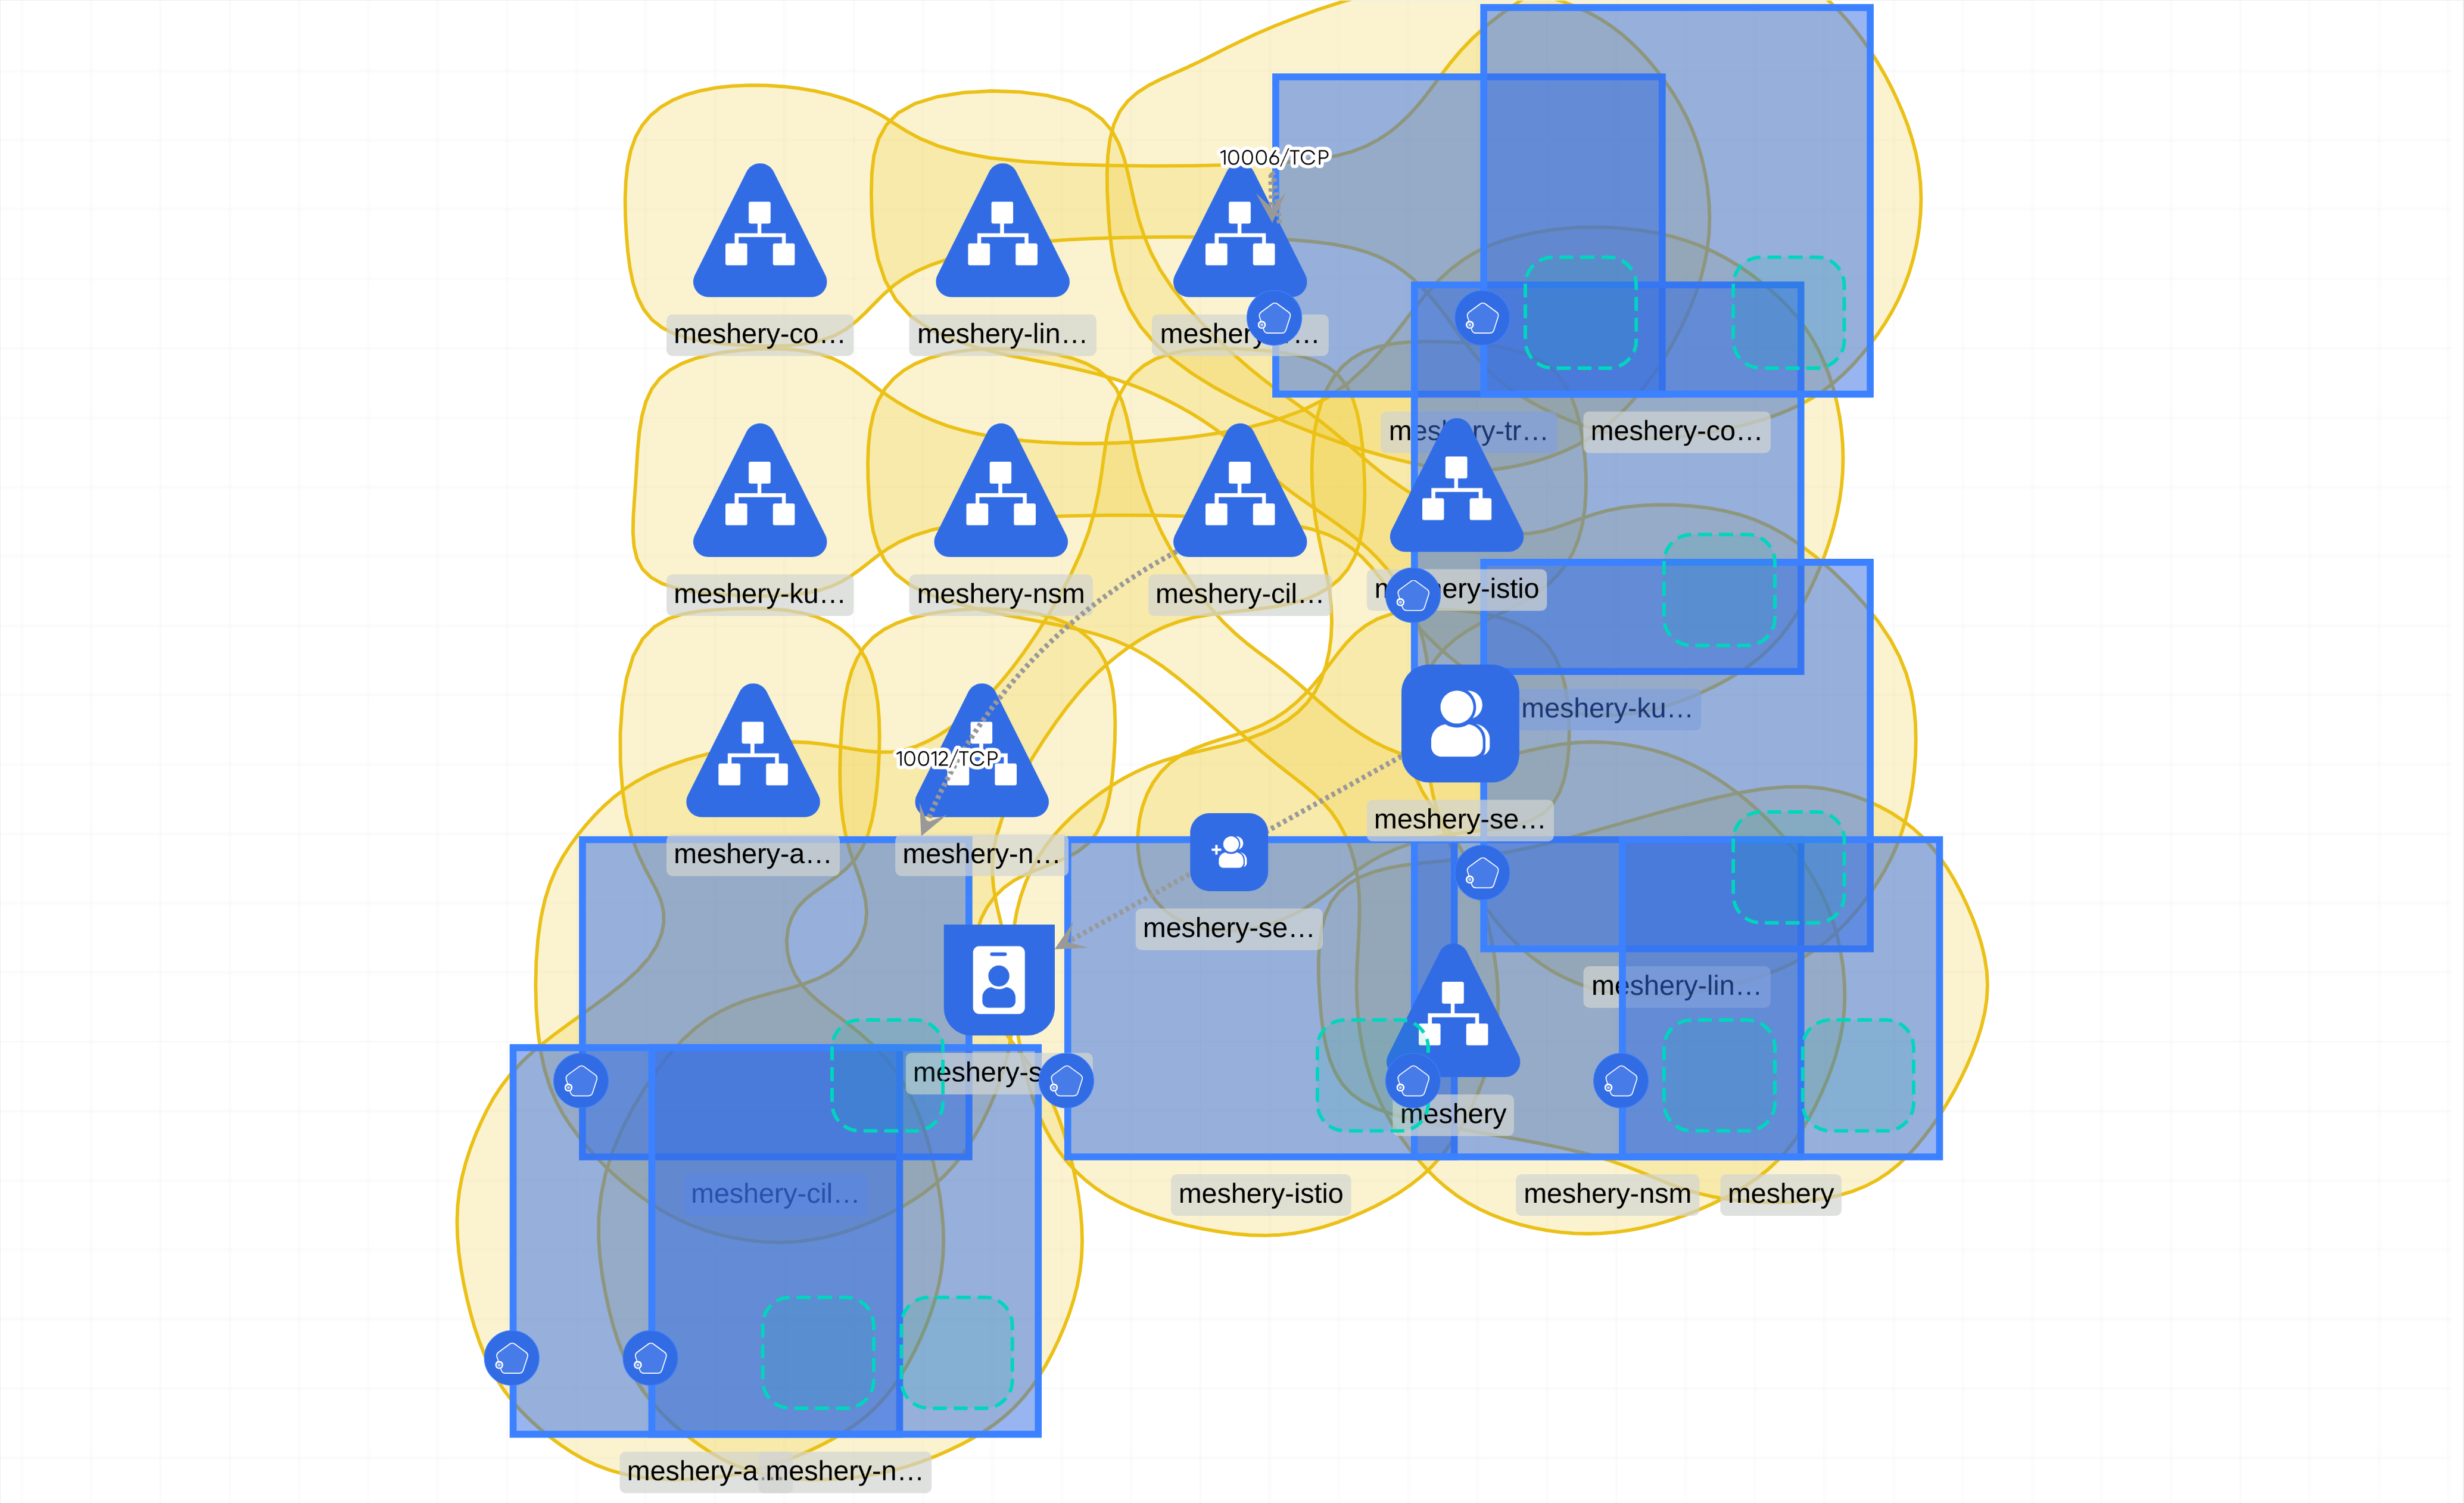 10006/TCP
meshery-co…
meshery-lin…
meshery-tr…
meshery-co…
meshery-ku…
meshery-nsm
meshery-cil…
meshery-istio
meshery-ku…
10012/TCP
meshery-se…
meshery-a…
meshery-n…
meshery-se…
meshery-lin…
meshery
meshery-cil…
meshery-istio
meshery-nsm
meshery
meshery-a
meshery-n…